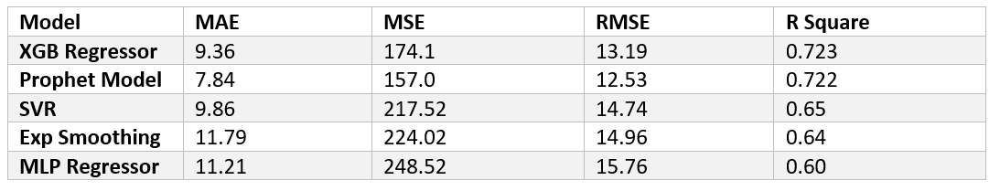 Model MAE MSE RMSE R Square
XGB Regressor 9.36 174.1 13.19 0.723
Prophet Model 7.84 157.0 12.53 0.722
SVR 9.86 217.52 14.74 0.65
Exp Smoothing 11.79 224.02 14.96 0.64
MLP Regressor 11.21 248.52 15.76 0.60